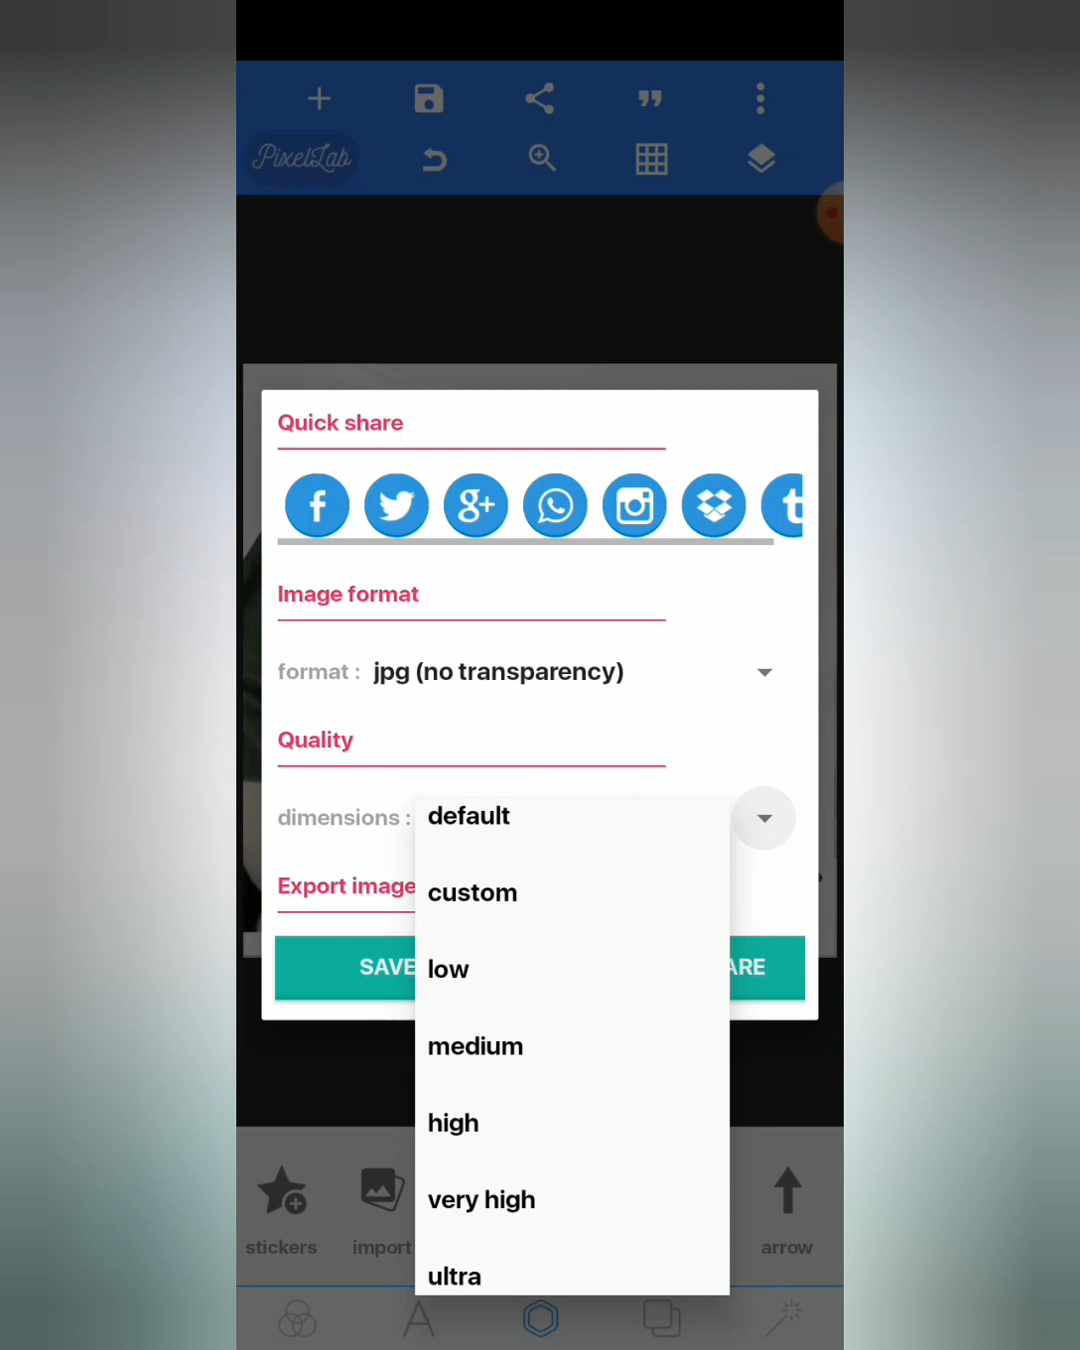 PixelLab
Quick share
Image format
format : jpg (no transparency)
Quality
dimensions :
default
custom
Export image
low
SAVE
ARE
medium
high
very high
ultra
stickers
import
arrow